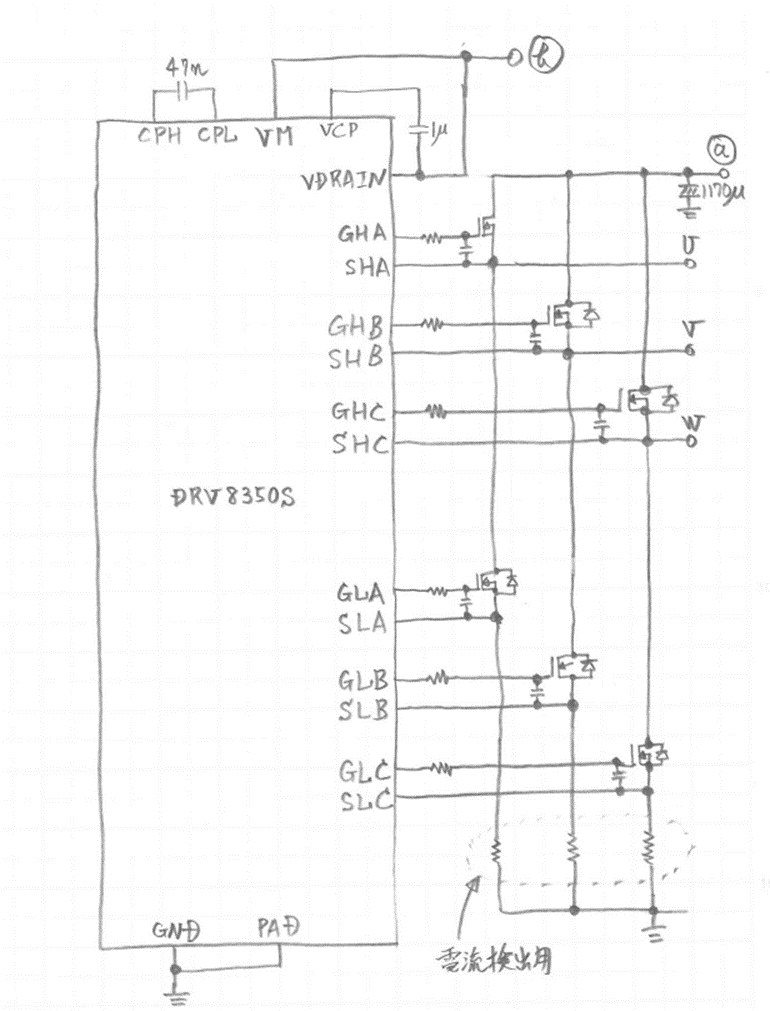 47n
b
CPH CPL VM VCP
1μ
a
VDRAIN
1170μ
GHA
U
SHA
GHB
V
SHB
GHC
W
SHC
DRV8350S
GLA
SLA
GLB
SLB
GLC
SLC
GND PAD
電流検出用